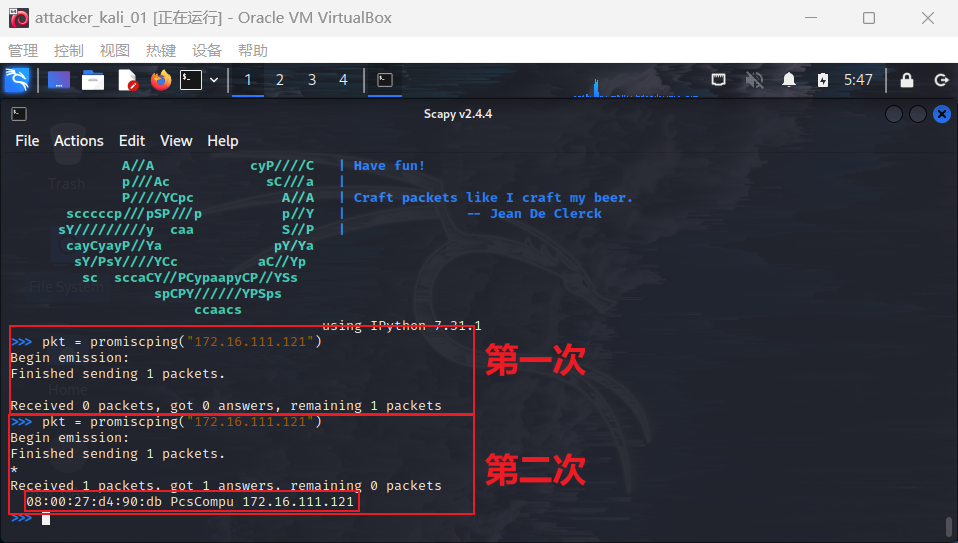 attacker_kali_01 [正在运行] - Oracle VM VirtualBox
管理 控制 视图 热键 设备 帮助
1 2 3 4 5:47
Scapy v2.4.4
File Actions Edit View Help
Trash
File System
Home
A//A cyP////C | Have fun!
p///Ac sC///a |
P////YCpc A//A | Craft packets like I craft my beer.
scccccp///pSP///p p//Y | -- Jean De Clerck
sY/////////y caa S//P |
cayCyayP//Ya pY/Ya
sY/PsY////YCc aC//Yp
sc sccaCY//PCypaapyCP//YSs
spCPY//////YPSps
ccaacs
using IPython 7.31.1
>>> pkt = promiscping("172.16.111.121")
Begin emission:
Finished sending 1 packets.
Received 0 packets, got 0 answers, remaining 1 packets
第一次
>>> pkt = promiscping("172.16.111.121")
Begin emission:
Finished sending 1 packets.
*
Received 1 packets, got 1 answers, remaining 0 packets
08:00:27:d4:90:db PcsCompu 172.16.111.121
第二次
>>>